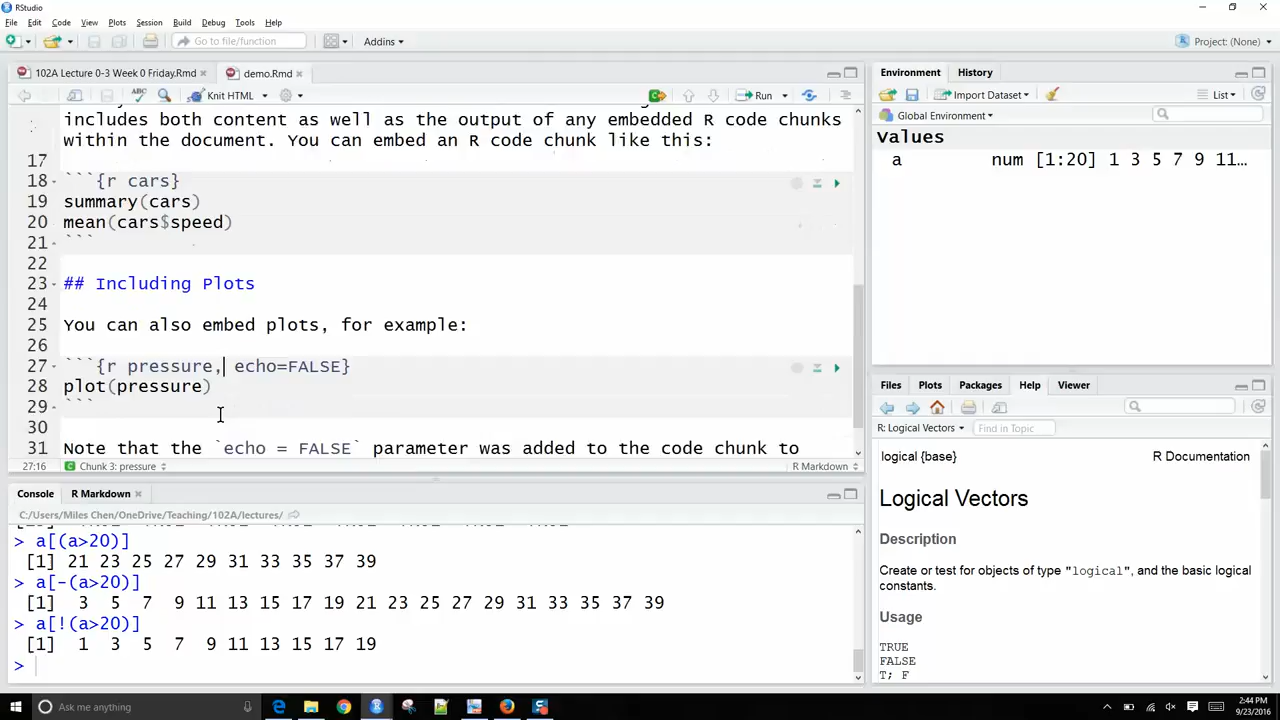 RStudio
File Edit Code View Plots Session Build Debug Tools Help
Go to file/function Addins Project: (None)
102A Lecture 0-3 Week 0 Friday.Rmd demo.Rmd
ABC Knit HTML Run
includes both content as well as the output of any embedded R code chunks
within the document. You can embed an R code chunk like this:
17
18 ```{r cars}
19 summary(cars)
20 mean(cars$speed)
21 ```
22
23 ## Including Plots
24
25 You can also embed plots, for example:
26
27 ```{r pressure, echo=FALSE}
28 plot(pressure)
29 ```
30
31 Note that the `echo = FALSE` parameter was added to the code chunk to
27:16 Chunk 3: pressure R Markdown
Console R Markdown
C:/Users/Miles Chen/OneDrive/Teaching/102A/lectures/
> a[(a>20)]
[1] 21 23 25 27 29 31 33 35 37 39
> a[-(a>20)]
[1] 3 5 7 9 11 13 15 17 19 21 23 25 27 29 31 33 35 37 39
> a[!(a>20)]
[1] 1 3 5 7 9 11 13 15 17 19
>
Environment History
Import Dataset List
Global Environment
Values
a num [1:20] 1 3 5 7 9 11…
Files Plots Packages Help Viewer
R: Logical Vectors Find in Topic
logical {base} R Documentation
Logical Vectors
Description
Create or test for objects of type "logical", and the basic logical
constants.
Usage
TRUE
FALSE
T; F
Ask me anything
2:44 PM
9/23/2016